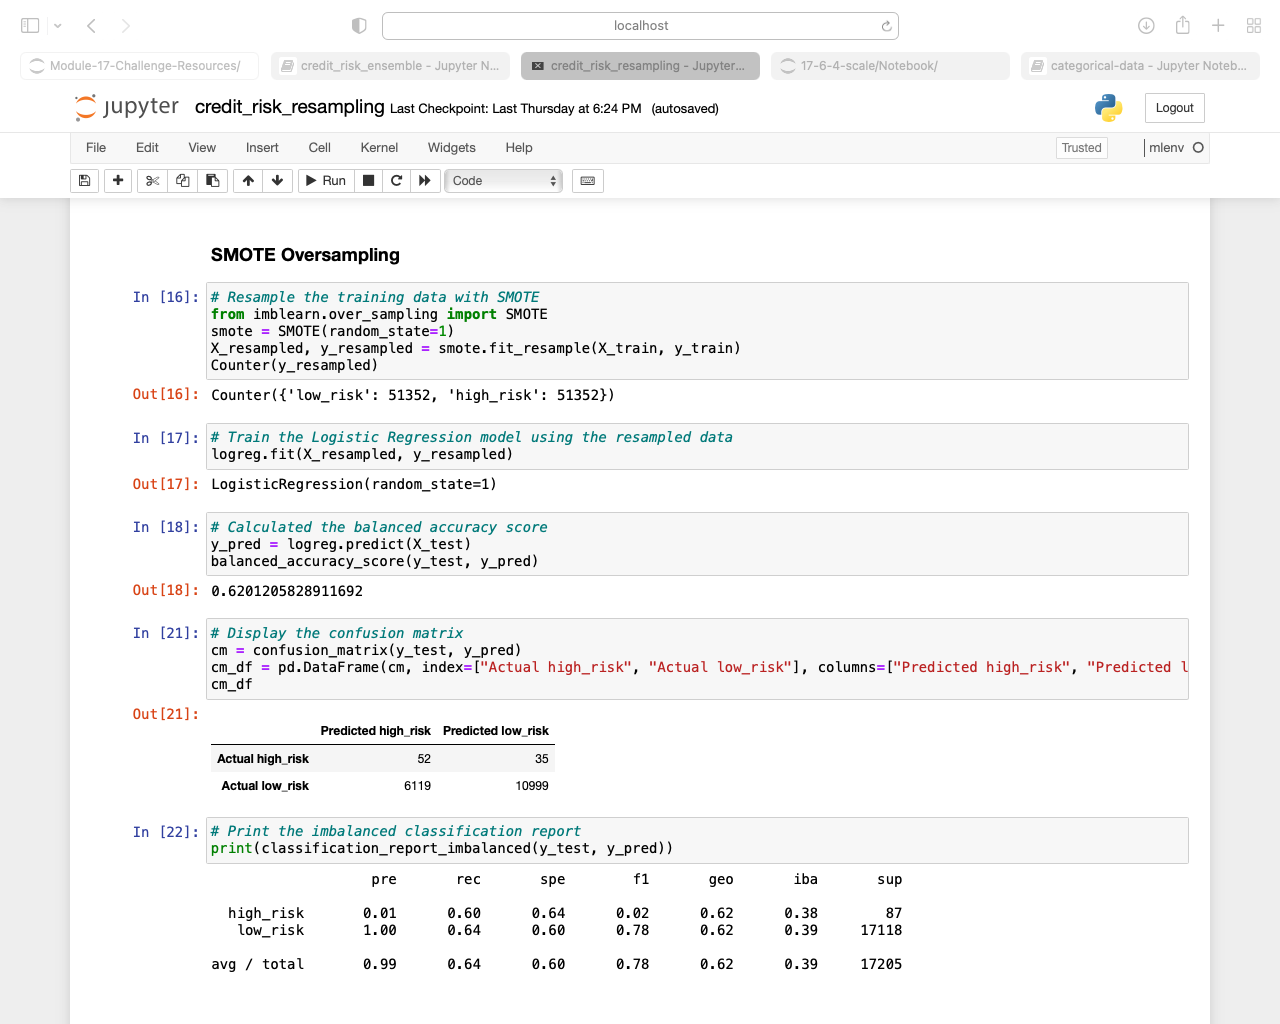 localhost
Module-17-Challenge-Resources/
credit_risk_ensemble - Jupyter N...
credit_risk_resampling - Jupyter...
17-6-4-scale/Notebook/
categorical-data - Jupyter Noteb...
jupyter credit_risk_resampling Last Checkpoint: Last Thursday at 6:24 PM (autosaved)
Logout
File Edit View Insert Cell Kernel Widgets Help
Trusted
mlenv
Run
Code
SMOTE Oversampling
In [16]: # Resample the training data with SMOTE
from imblearn.over_sampling import SMOTE
smote = SMOTE(random_state=1)
X_resampled, y_resampled = smote.fit_resample(X_train, y_train)
Counter(y_resampled)
Out[16]: Counter({'low_risk': 51352, 'high_risk': 51352})
In [17]: # Train the Logistic Regression model using the resampled data
logreg.fit(X_resampled, y_resampled)
Out[17]: LogisticRegression(random_state=1)
In [18]: # Calculated the balanced accuracy score
y_pred = logreg.predict(X_test)
balanced_accuracy_score(y_test, y_pred)
Out[18]: 0.6201205828911692
In [21]: # Display the confusion matrix
cm = confusion_matrix(y_test, y_pred)
cm_df = pd.DataFrame(cm, index=["Actual high_risk", "Actual low_risk"], columns=["Predicted high_risk", "Predicted l
cm_df
Out[21]:
Predicted high_risk Predicted low_risk
Actual high_risk 52 35
Actual low_risk 6119 10999
In [22]: # Print the imbalanced classification report
print(classification_report_imbalanced(y_test, y_pred))
pre rec spe f1 geo iba sup
high_risk 0.01 0.60 0.64 0.02 0.62 0.38 87
low_risk 1.00 0.64 0.60 0.78 0.62 0.39 17118
avg / total 0.99 0.64 0.60 0.78 0.62 0.39 17205